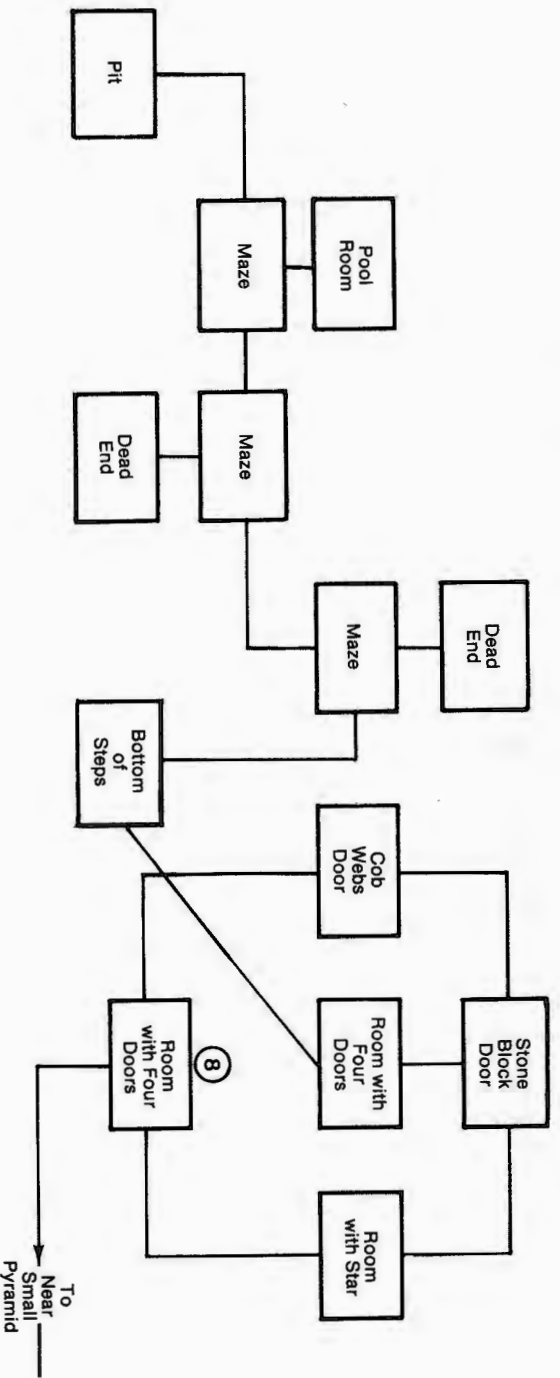 Pit
Pool
Room
Maze
Dead
End
Maze
Dead
End
Maze
Bottom
of
Steps
Cob
Webs
Door
Stone
Block
Door
Room with
Four
Doors
8
Room
with Four
Doors
Room
with Star
To
Near
Small
Pyramid